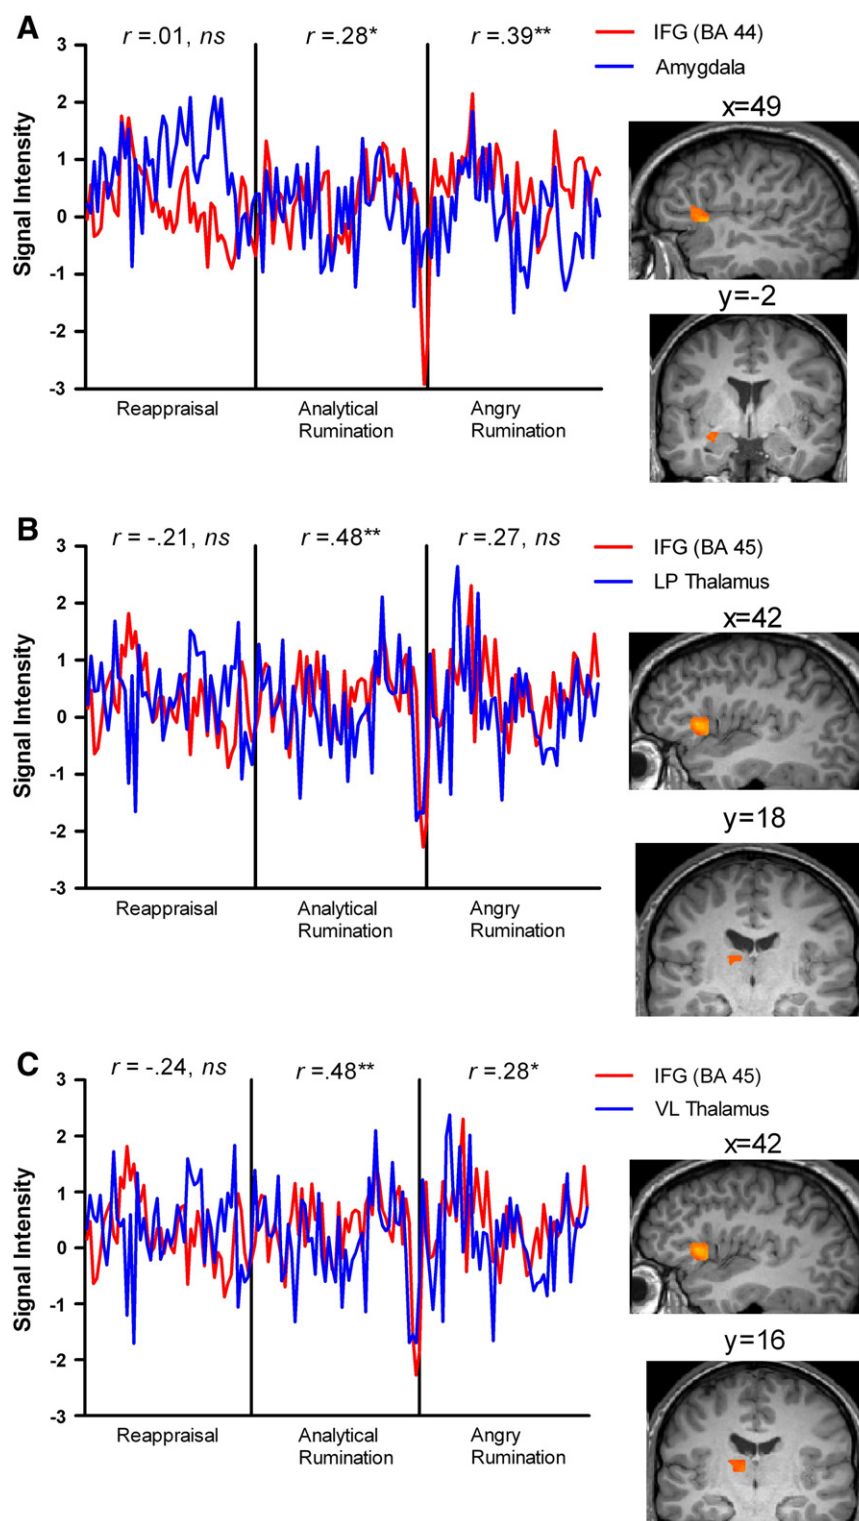 A
r =.01, ns
r =.28*
r =.39**
IFG (BA 44)
Amygdala
3
2
1
0
-1
-2
-3
Signal Intensity
Reappraisal
Analytical
Rumination
Angry
Rumination
x=49
y=-2
B
r = -.21, ns
r =.48**
r =.27, ns
IFG (BA 45)
LP Thalamus
3
2
1
0
-1
-2
-3
Signal Intensity
Reappraisal
Analytical
Rumination
Angry
Rumination
x=42
y=18
C
r = -.24, ns
r =.48**
r =.28*
IFG (BA 45)
VL Thalamus
3
2
1
0
-1
-2
-3
Signal Intensity
Reappraisal
Analytical
Rumination
Angry
Rumination
x=42
y=16